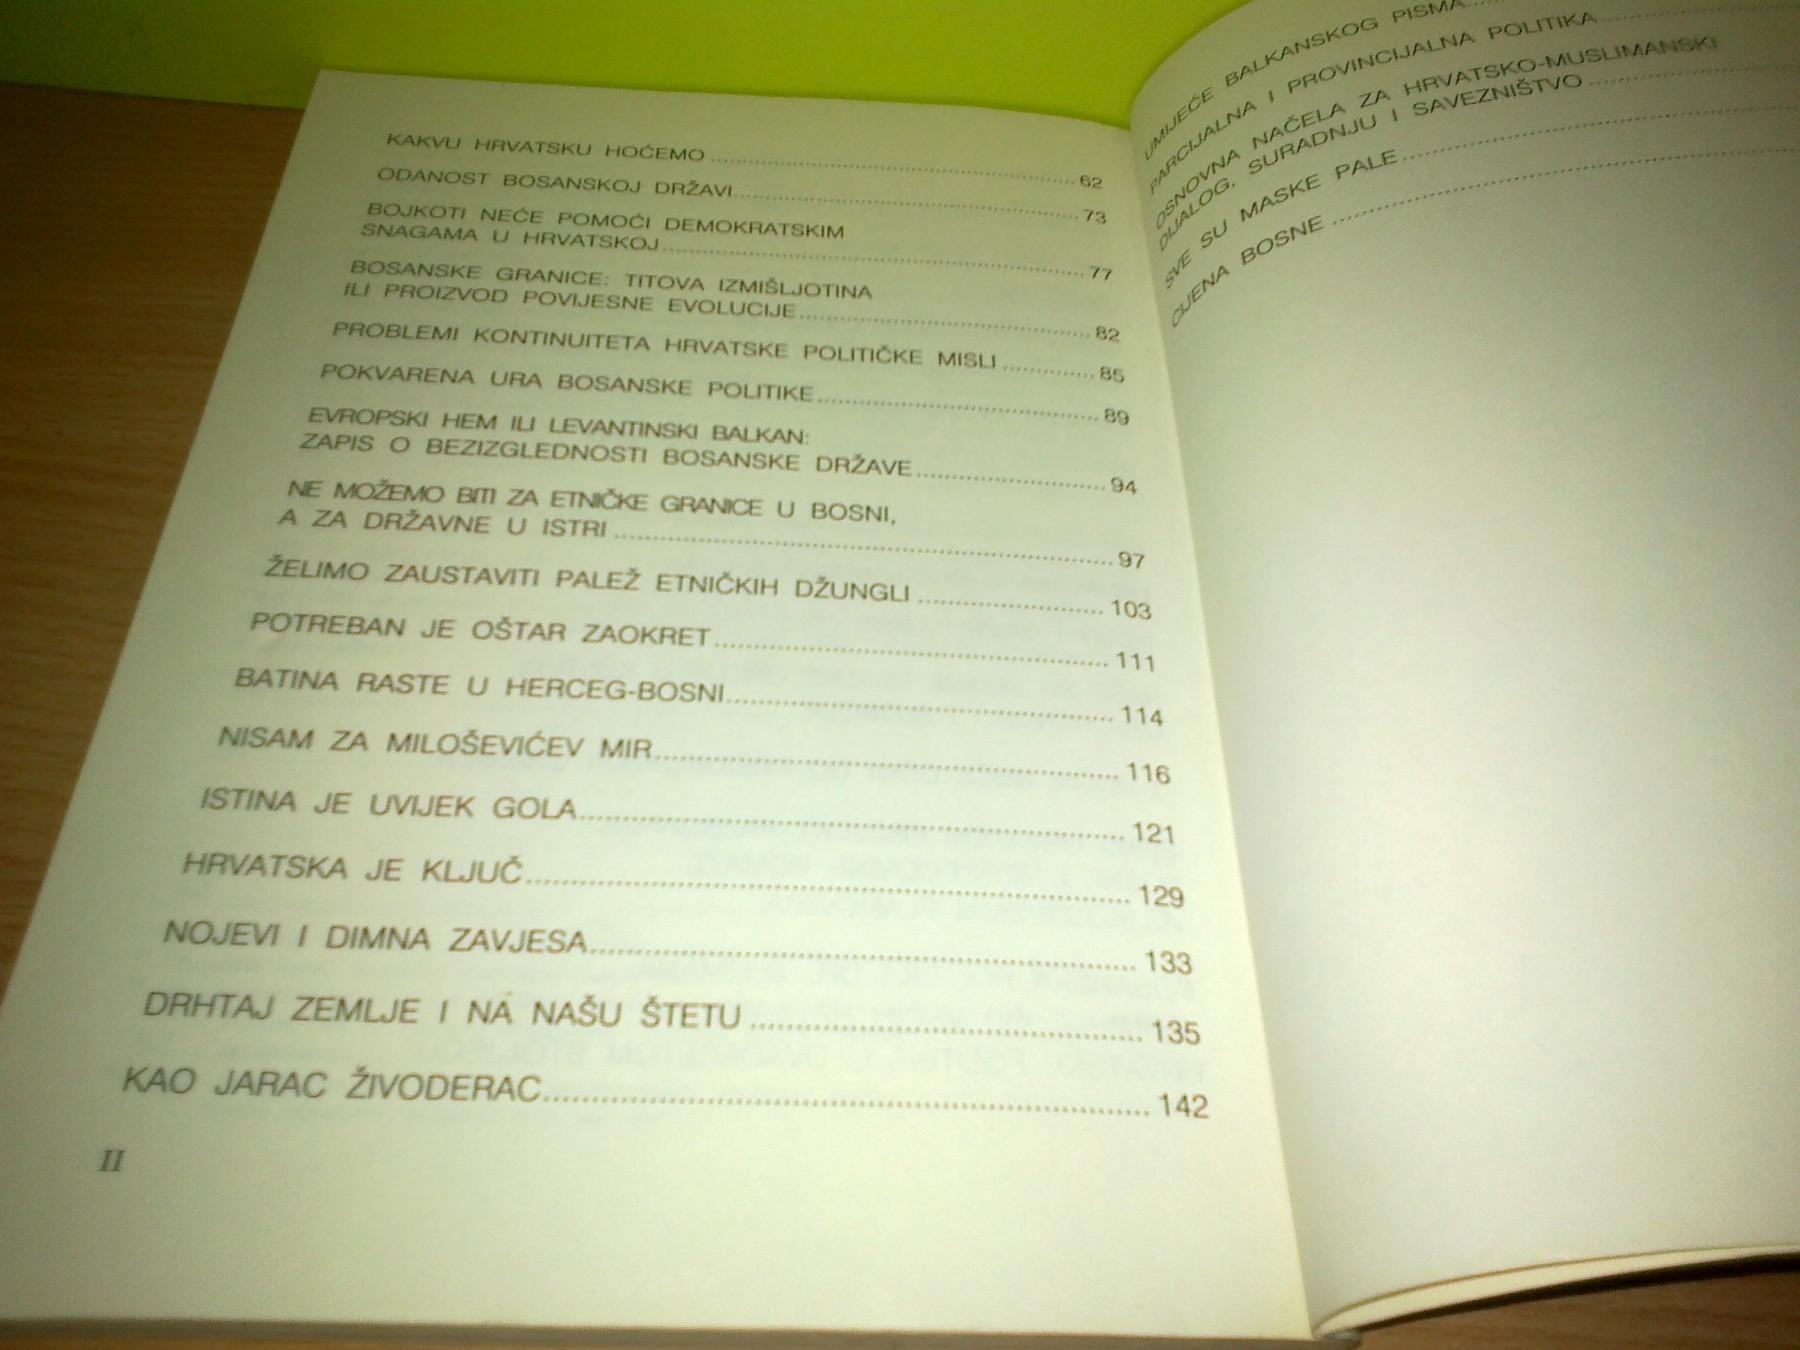 KAKVU HRVATSKU HOĆEMO ........ 62
ODANOST BOSANSKOJ DRŽAVI ........ 73
BOJKOTI NEĆE POMOĆI DEMOKRATSKIM
SNAGAMA U HRVATSKOJ ........ 77
BOSANSKE GRANICE: TITOVA IZMIŠLJOTINA
ILI PROIZVOD POVIJESNE EVOLUCIJE ........ 82
PROBLEMI KONTINUITETA HRVATSKE POLITIČKE MISLI ........ 85
POKVARENA URA BOSANSKE POLITIKE ........ 89
EVROPSKI HEM ILI LEVANTINSKI BALKAN:
ZAPIS O BEZIZGLEDNOSTI BOSANSKE DRŽAVE ........ 94
NE MOŽEMO BITI ZA ETNIČKE GRANICE U BOSNI,
A ZA DRŽAVNE U ISTRI ........ 97
ŽELIMO ZAUSTAVITI PALEŽ ETNIČKIH DŽUNGLI ........ 103
POTREBAN JE OŠTAR ZAOKRET ........ 111
BATINA RASTE U HERCEG-BOSNI ........ 114
NISAM ZA MILOŠEVIĆEV MIR ........ 116
ISTINA JE UVIJEK GOLA ........ 121
HRVATSKA JE KLJUČ ........ 129
NOJEVI I DIMNA ZAVJESA ........ 133
DRHTAJ ZEMLJE I NA NAŠU ŠTETU ........ 135
KAO JARAC ŽIVODERAC ........ 142
II
UMIJEĆE BALKANSKOG PISMA ........
PARCIJALNA I PROVINCIJALNA POLITIKA ........
OSNOVNA NAČELA ZA HRVATSKO-MUSLIMANSKI
DIJALOG, SURADNJU I SAVEZNIŠTVO ........
SVE SU MASKE PALE ........
CIJENA BOSNE ........